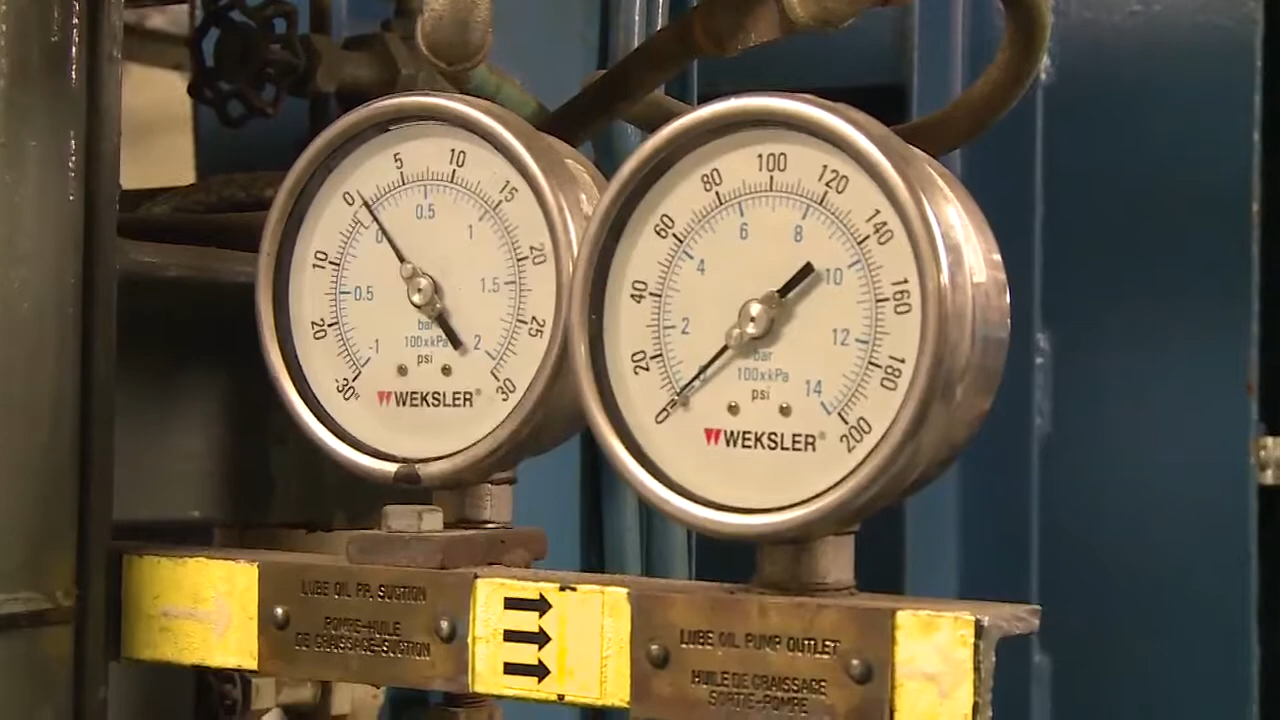 0 5 10 15 20 25 30
10 20 -30
0 0.5 1 1.5 2
0.5 -1
bar
100xkPa
psi
WEKSLER®
20 40 60 80 100 120 140 160 180 200
0 2 4 6 8 10 12 14
bar
100xkPa
psi
WEKSLER®
LUBE OIL PP. SUCTION
POMPE-HUILE
DE GRAISSAGE-SUCTION
LUBE OIL PUMP OUTLET
HUILE DE GRAISSAGE
SORTIE-POMPE